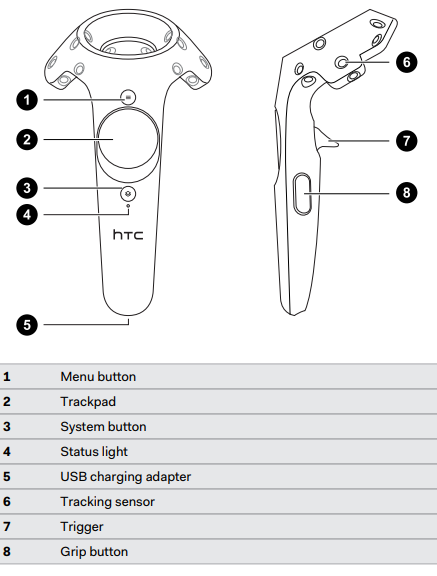 1
2
3
4
5
6
7
8
hTC
1 Menu button
2 Trackpad
3 System button
4 Status light
5 USB charging adapter
6 Tracking sensor
7 Trigger
8 Grip button